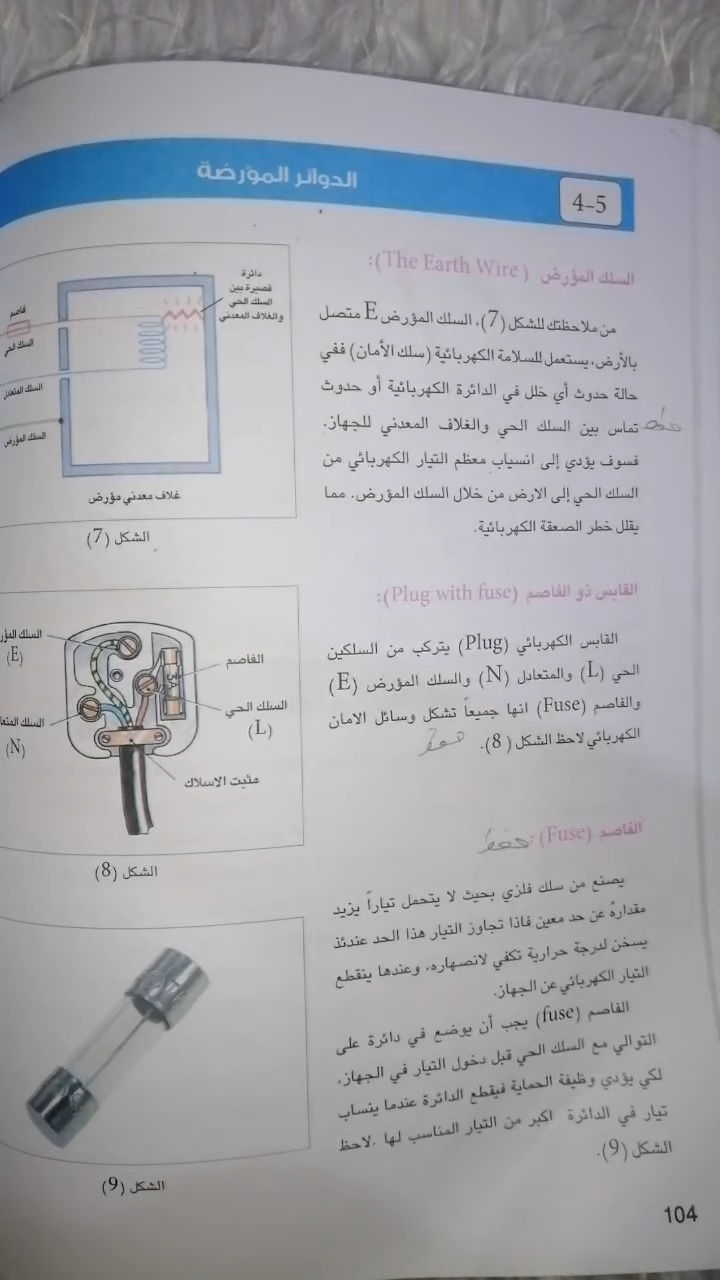 الدوائر المؤرضة
4-5
السلك المؤرض (The Earth Wire):
من ملاحظتك للشكل (7)، السلك المؤرض E متصل
بالأرض، يستعمل للسلامة الكهربائية (سلك الأمان) ففي
حالة حدوث أي خلل في الدائرة الكهربائية أو حدوث
تماس بين السلك الحي والغلاف المعدني للجهاز.
حفظ
فسوف يؤدي إلى انسياب معظم التيار الكهربائي من
السلك الحي إلى الارض من خلال السلك المؤرض. مما
يقلل خطر الصعقة الكهربائية.
دائرة
قصيرة بين
السلك الحي
والغلاف المعدني
فاصم
السلك الحي
السلك المتعادل
السلك المؤرض
غلاف معدني مؤرض
الشكل (7)
القابس ذو الفاصم (Plug with fuse):
القابس الكهربائي (Plug) يتركب من السلكين
الحي (L) والمتعادل (N) والسلك المؤرض (E)
والفاصم (Fuse) انها جميعاً تشكل وسائل الامان
الكهربائي لاحظ الشكل (8).
السلك المؤر
(E)
الفاصم
3A
السلك الحي
(L)
السلك المتعا
(N)
مثبت الاسلاك
الشكل (8)
الفاصم (Fuse):
حفظ
يصنع من سلك فلزي بحيث لا يتحمل تياراً يزيد
مقدارهُ عن حد معين فاذا تجاوز التيار هذا الحد عندئذ
يسخن لدرجة حرارية تكفي لانصهاره، وعندها ينقطع
التيار الكهربائي عن الجهاز.
الفاصم (fuse) يجب أن يوضع في دائرة على
التوالي مع السلك الحي قبل دخول التيار في الجهاز،
لكي يؤدي وظيفة الحماية فيقطع الدائرة عندما ينساب
تيار في الدائرة اكبر من التيار المناسب لها .لاحظ
الشكل (9).
الشكل (9)
104